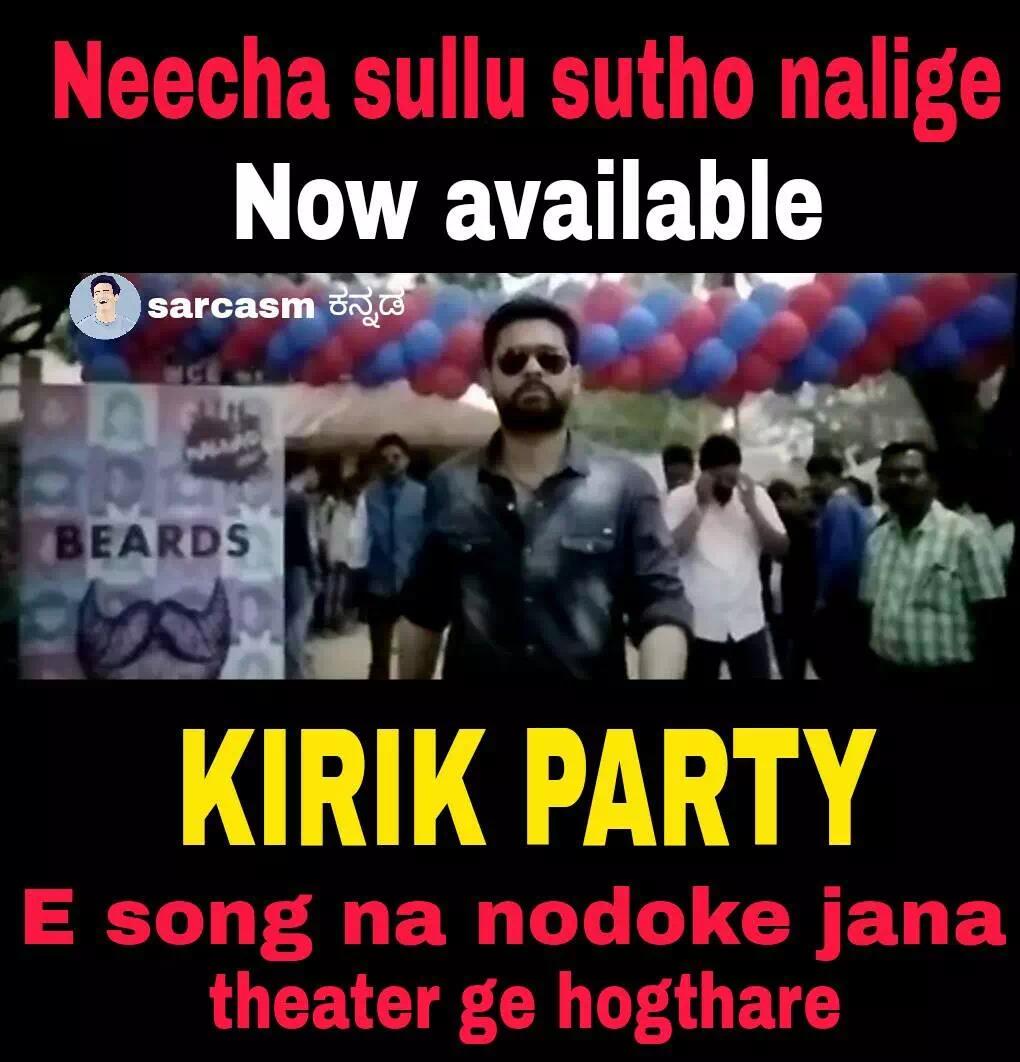 Neecha sullu sutho nalige
Now available
sarcasm ಕನ್ನಡ
BEARDS
KIRIK PARTY
E song na nodoke jana
theater ge hogthare